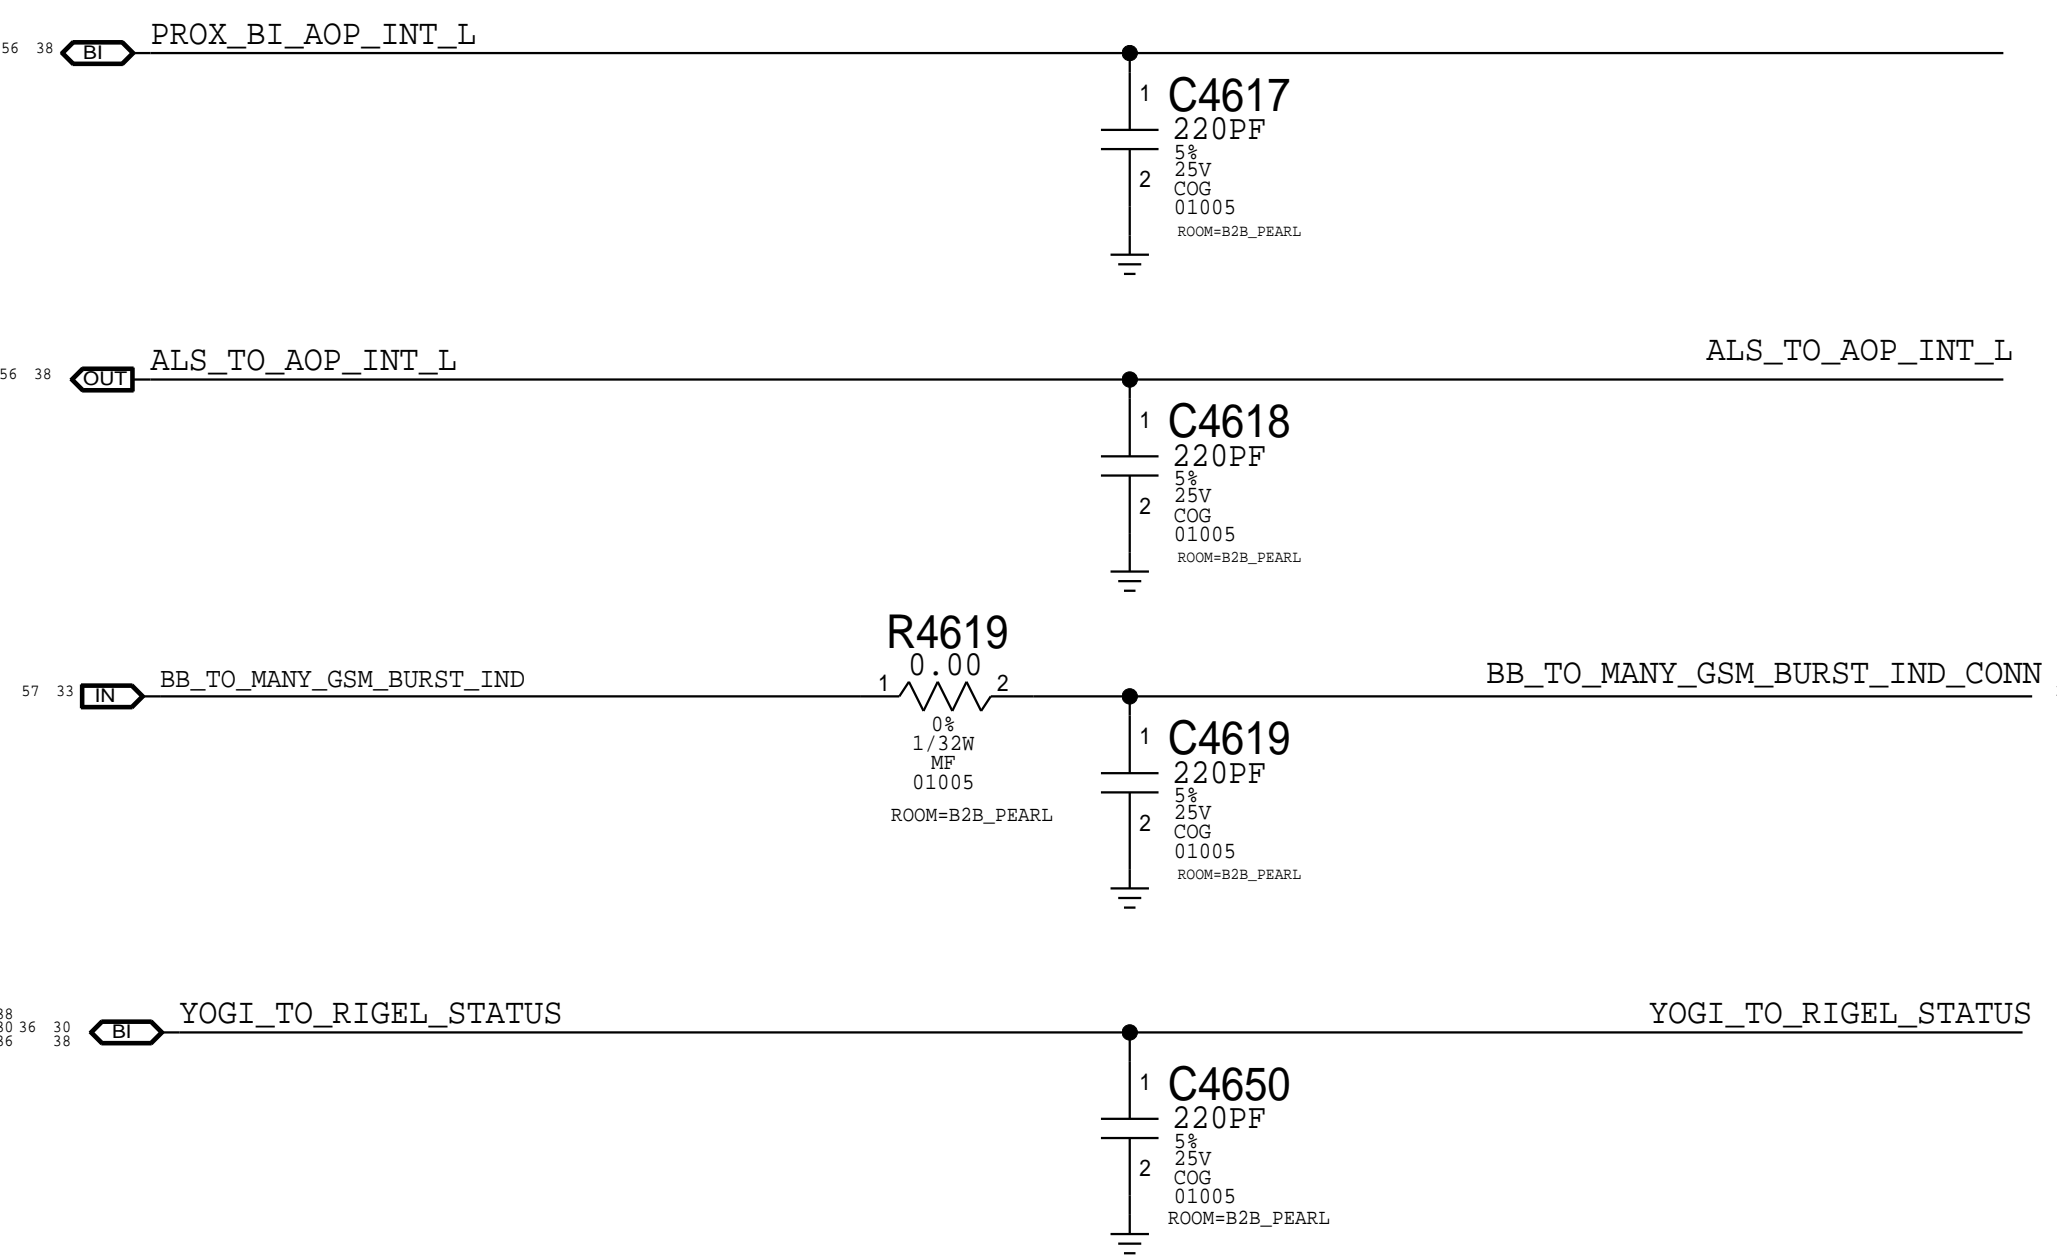 56 38 BI PROX_BI_AOP_INT_L
1 C4617
220PF
5%
25V
2
COG
01005
ROOM=B2B_PEARL
ALS_TO_AOP_INT_L
56 38 OUT ALS_TO_AOP_INT_L
1 C4618
220PF
5%
25V
2
COG
01005
ROOM=B2B_PEARL
R4619
0.00
57 33 IN BB_TO_MANY_GSM_BURST_IND
1 2
BB_TO_MANY_GSM_BURST_IND_CONN
0%
1/32W
MF
01005
ROOM=B2B_PEARL
1 C4619
220PF
5%
25V
2
COG
01005
ROOM=B2B_PEARL
36 30
38
BI YOGI_TO_RIGEL_STATUS
YOGI_TO_RIGEL_STATUS
1 C4650
220PF
5%
25V
2
COG
01005
ROOM=B2B_PEARL